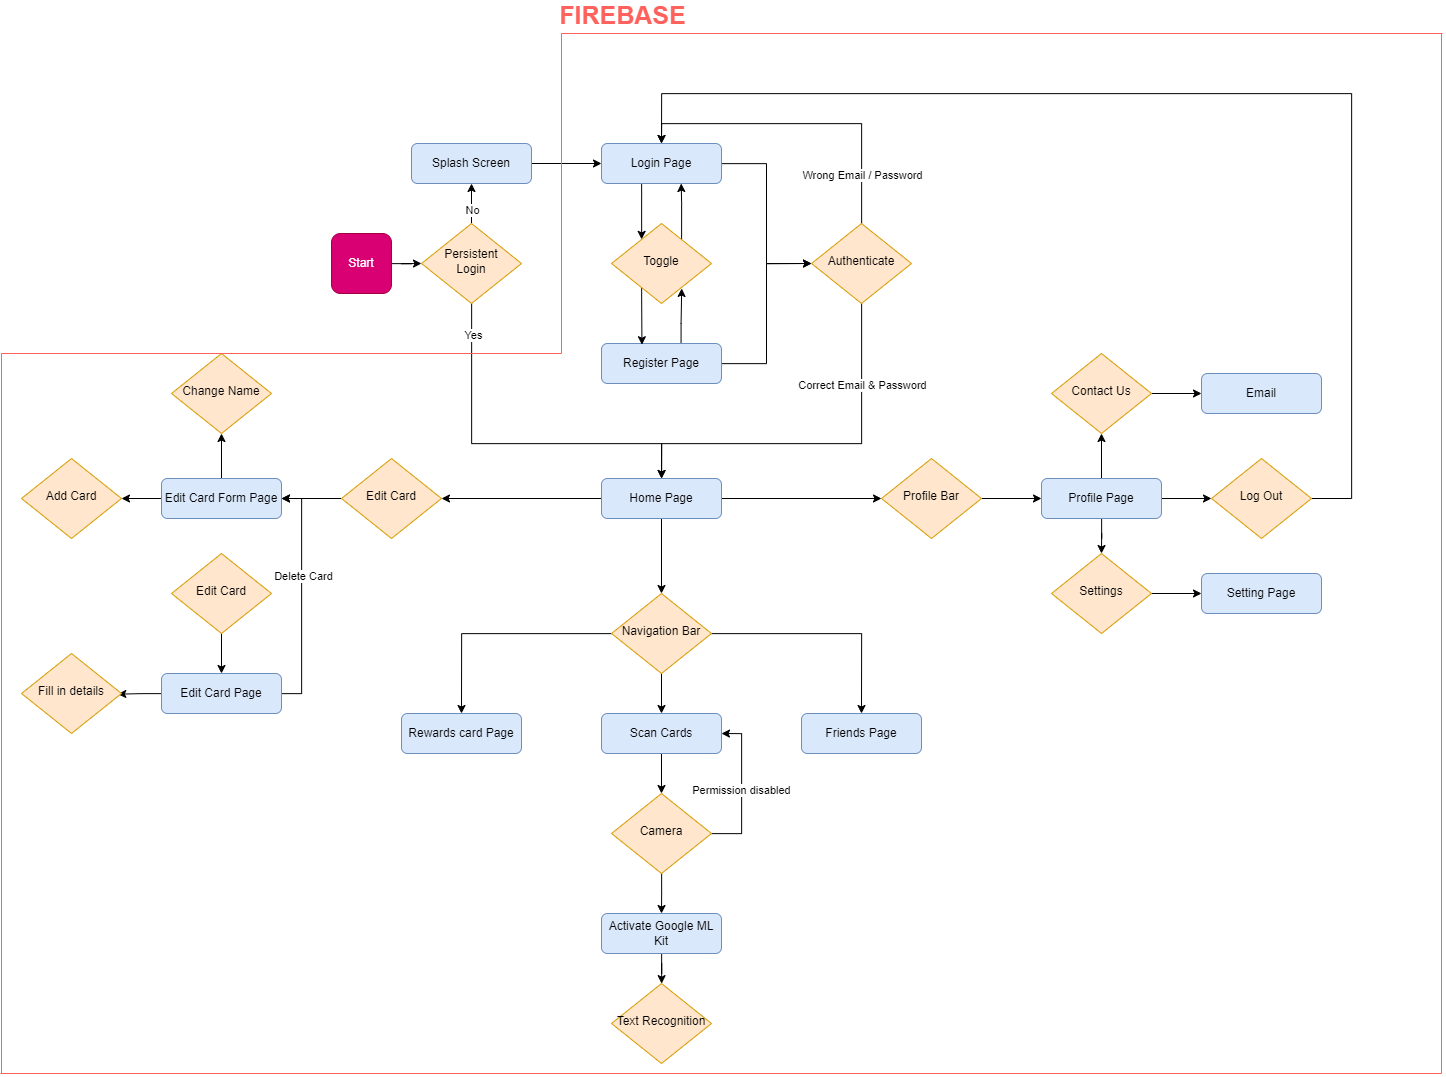 FIREBASE
Splash Screen
Login Page
Wrong Email / Password
No
Start
Persistent
Login
Toggle
Authenticate
Yes
Register Page
Correct Email & Password
Change Name
Contact Us
Email
Add Card
Edit Card Form Page
Edit Card
Home Page
Profile Bar
Profile Page
Log Out
Delete Card
Edit Card
Settings
Setting Page
Navigation Bar
Fill in details
Edit Card Page
Rewards card Page
Scan Cards
Friends Page
Permission disabled
Camera
Activate Google ML
Kit
Text Recognition